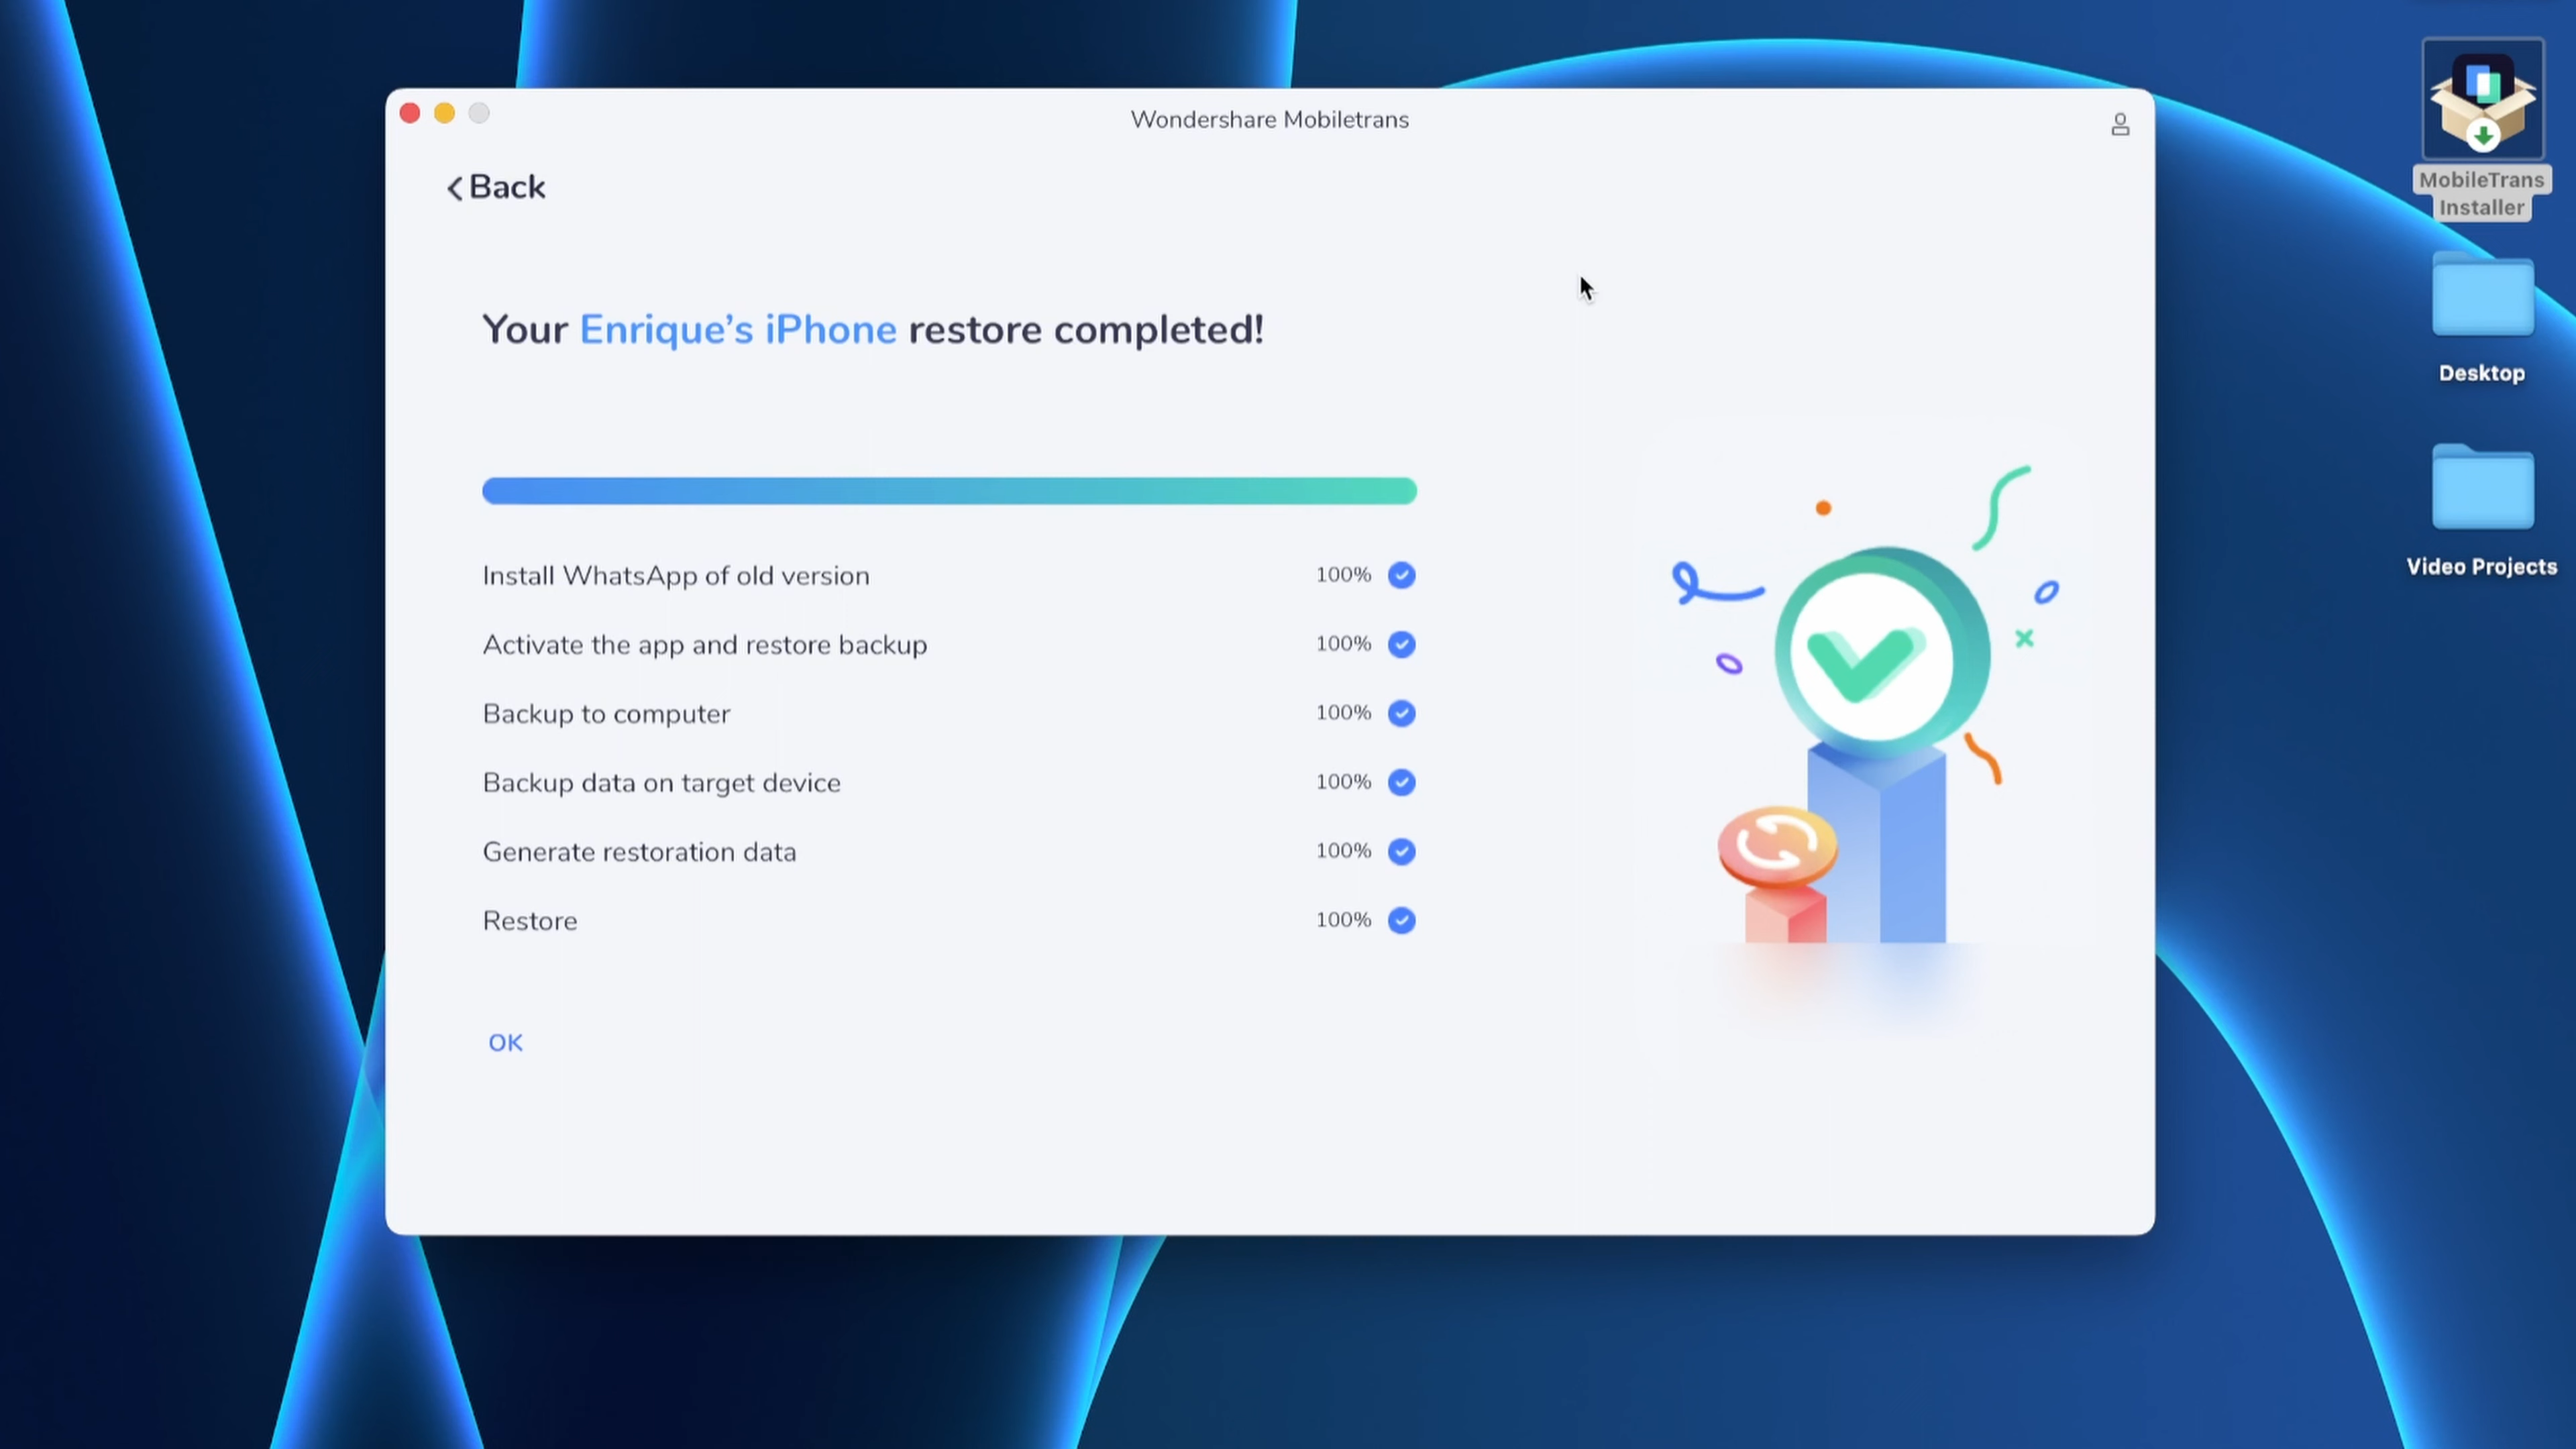 Wondershare Mobiletrans
Back
Your Enrique’s iPhone restore completed!
Install WhatsApp of old version 100%
Activate the app and restore backup 100%
Backup to computer 100%
Backup data on target device 100%
Generate restoration data 100%
Restore 100%
OK
MobileTrans
Installer
Desktop
Video Projects